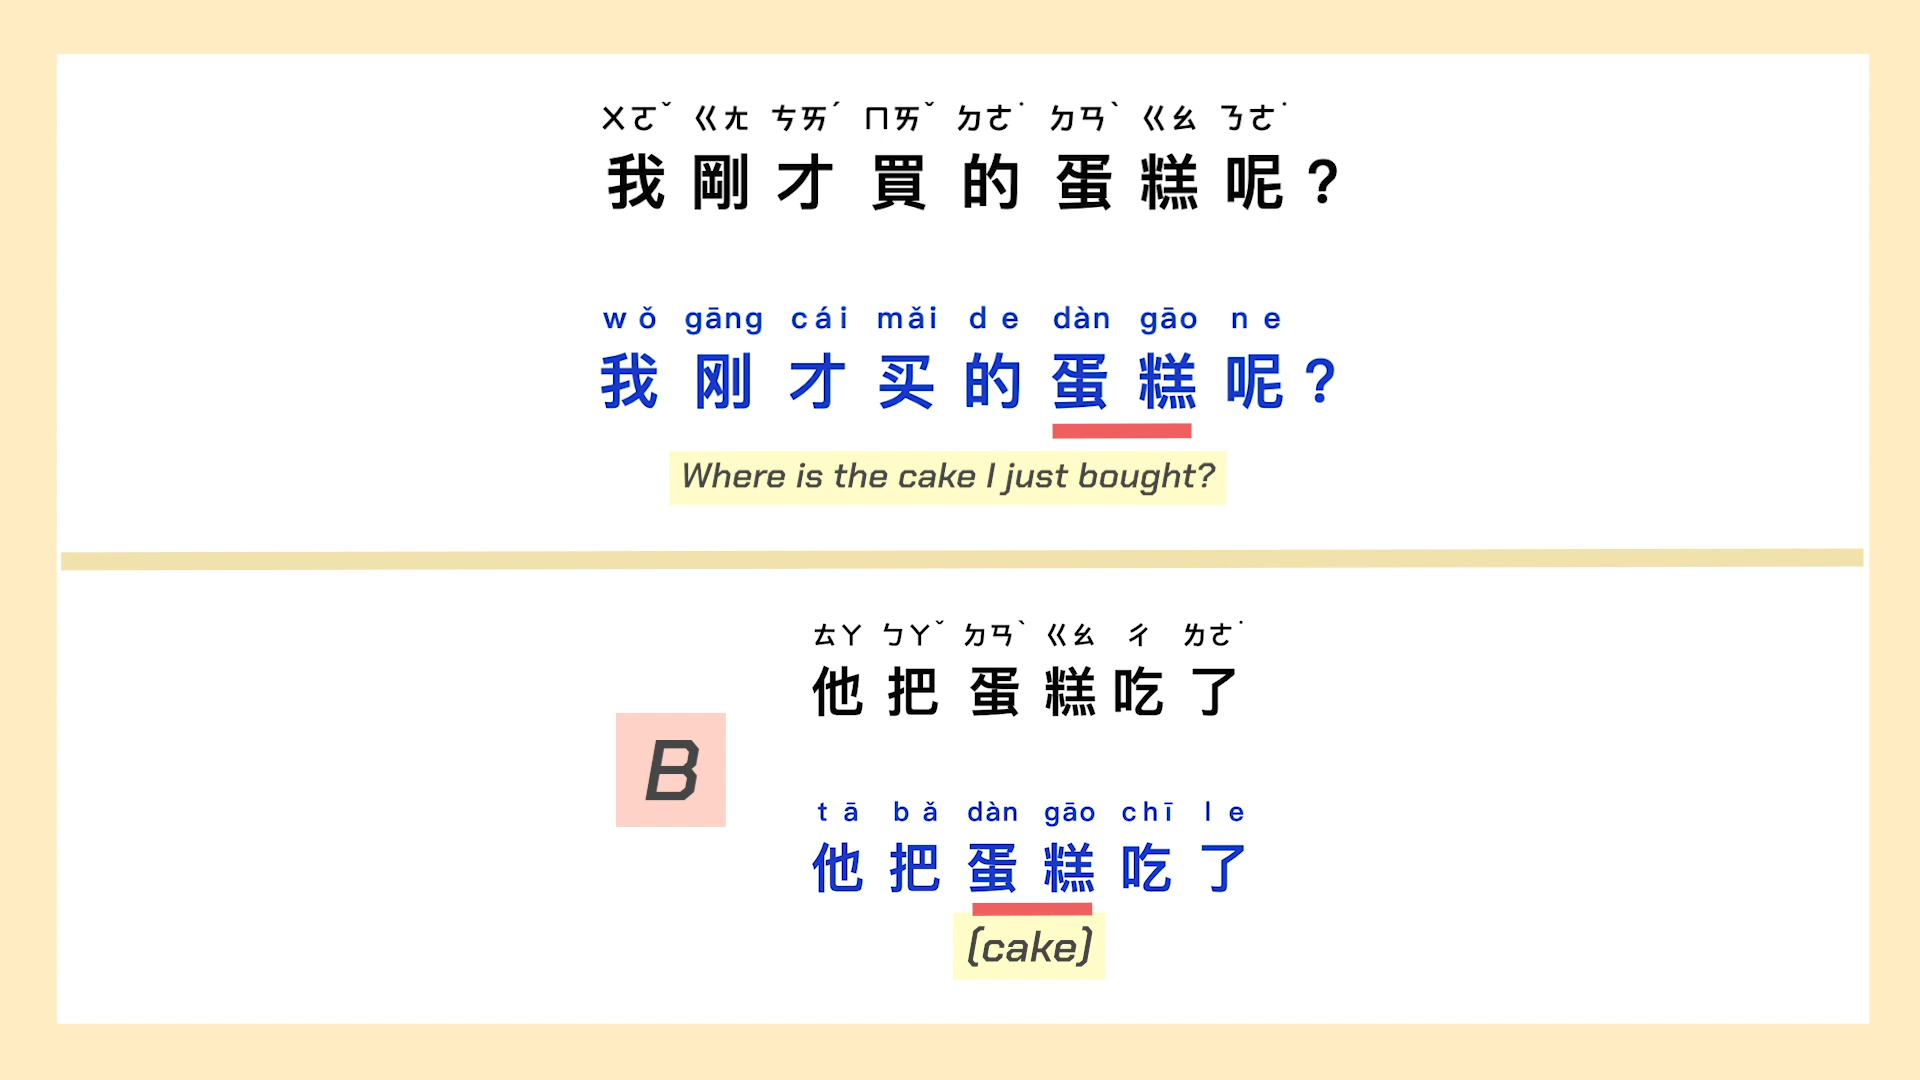 ㄨㄛˇ ㄍㄤ ㄘㄞˊ ㄇㄞˇ ㄉㄜ˙ ㄉㄢˋ ㄍㄠ ㄋㄜ˙
我剛才買的蛋糕呢?
wǒ gāng cái mǎi de dàn gāo ne
我刚才买的蛋糕呢?
Where is the cake I just bought?
ㄊㄚ ㄅㄚˇ ㄉㄢˋ ㄍㄠ ㄔ ㄌㄜ˙
他把蛋糕吃了
B
tā bǎ dàn gāo chī le
他把蛋糕吃了
(cake)